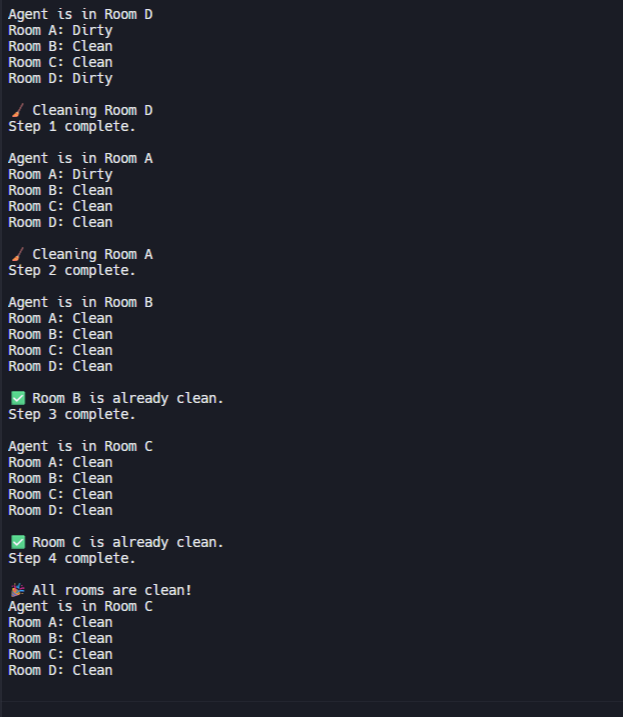 Agent is in Room D
Room A: Dirty
Room B: Clean
Room C: Clean
Room D: Dirty
🧹 Cleaning Room D
Step 1 complete.
Agent is in Room A
Room A: Dirty
Room B: Clean
Room C: Clean
Room D: Clean
🧹 Cleaning Room A
Step 2 complete.
Agent is in Room B
Room A: Clean
Room B: Clean
Room C: Clean
Room D: Clean
✅ Room B is already clean.
Step 3 complete.
Agent is in Room C
Room A: Clean
Room B: Clean
Room C: Clean
Room D: Clean
✅ Room C is already clean.
Step 4 complete.
🎉 All rooms are clean!
Agent is in Room C
Room A: Clean
Room B: Clean
Room C: Clean
Room D: Clean